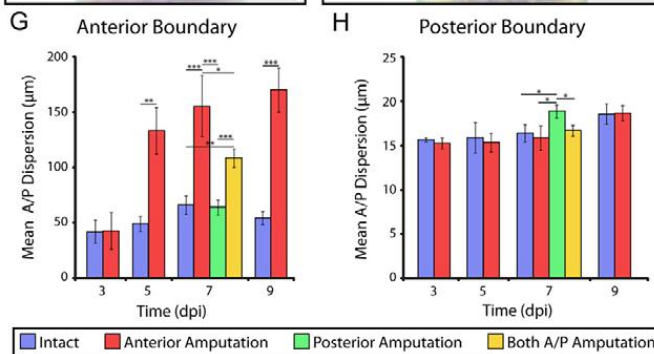 G Anterior Boundary
Mean A/P Dispersion (μm)
200
150
100
50
0
** *** *** * *** ** ***
3 5 7 9
Time (dpi)
H Posterior Boundary
Mean A/P Dispersion (μm)
25
20
15
10
5
0
* * *
3 5 7 9
Time (dpi)
Intact Anterior Amputation Posterior Amputation Both A/P Amputation